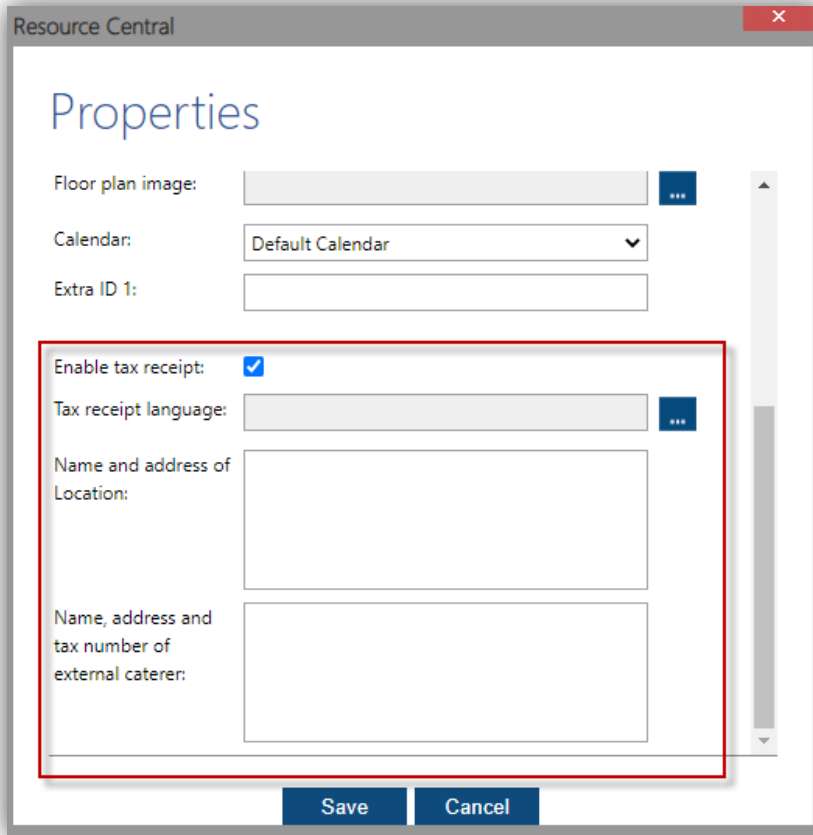 Resource Central
Properties
Floor plan image:
...
Calendar:
Default Calendar
Extra ID 1:
Enable tax receipt:
Tax receipt language:
...
Name and address of
Location:
Name, address and
tax number of
external caterer:
Save
Cancel